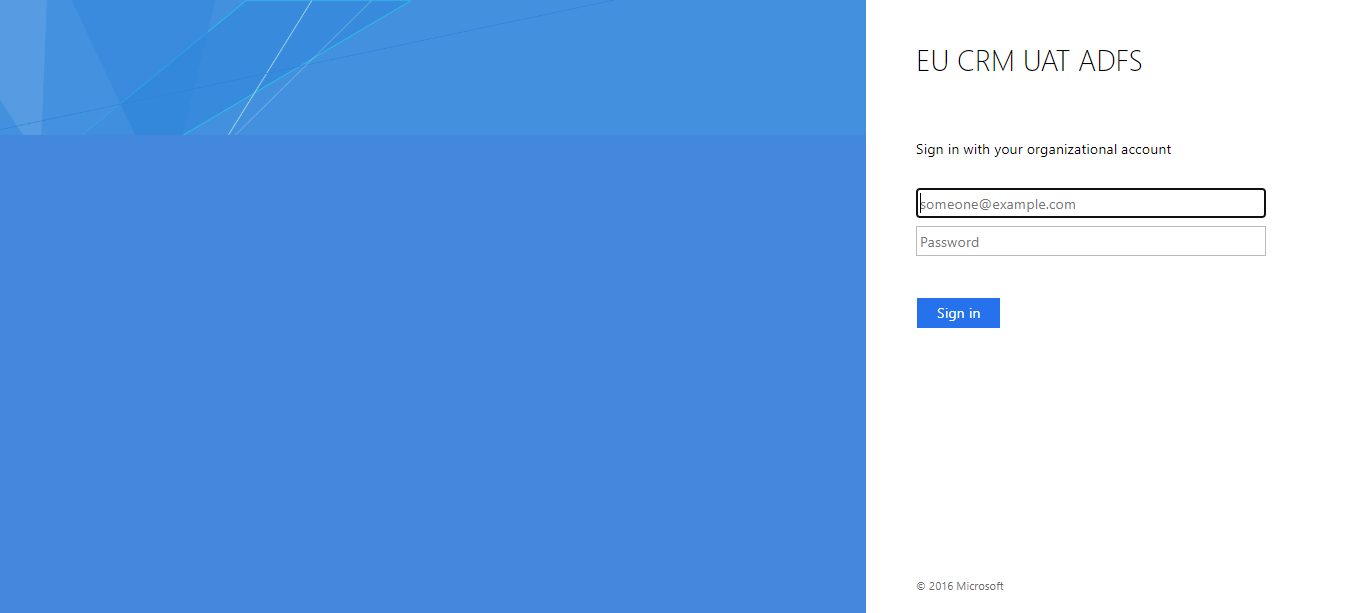 EU CRM UAT ADFS
Sign in with your organizational account
someone@example.com
Password
Sign in
© 2016 Microsoft